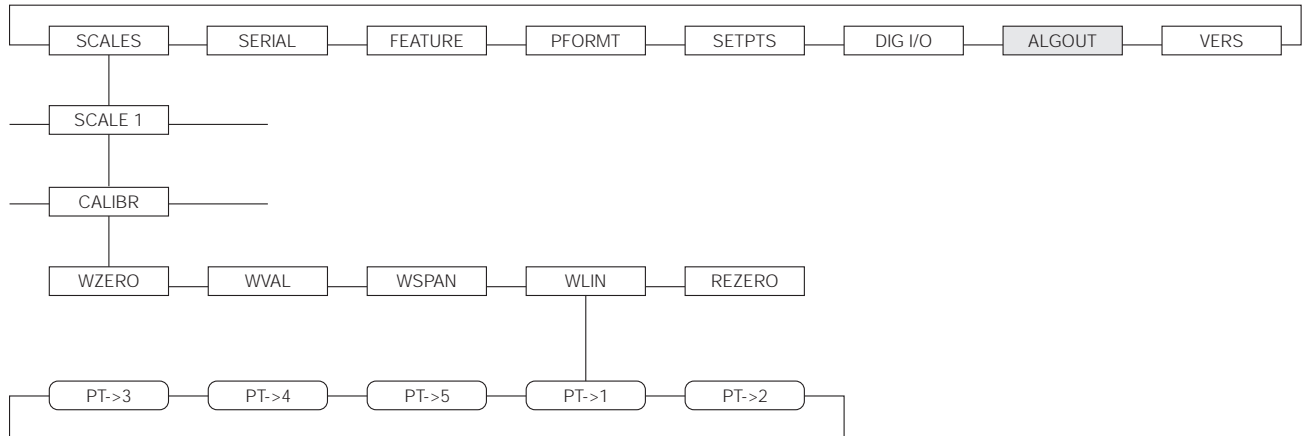 SCALES SERIAL FEATURE PFORMT SETPTS DIG I/O ALGOUT VERS
SCALE 1
CALIBR
WZERO WVAL WSPAN WLIN REZERO
PT->3 PT->4 PT->5 PT->1 PT->2